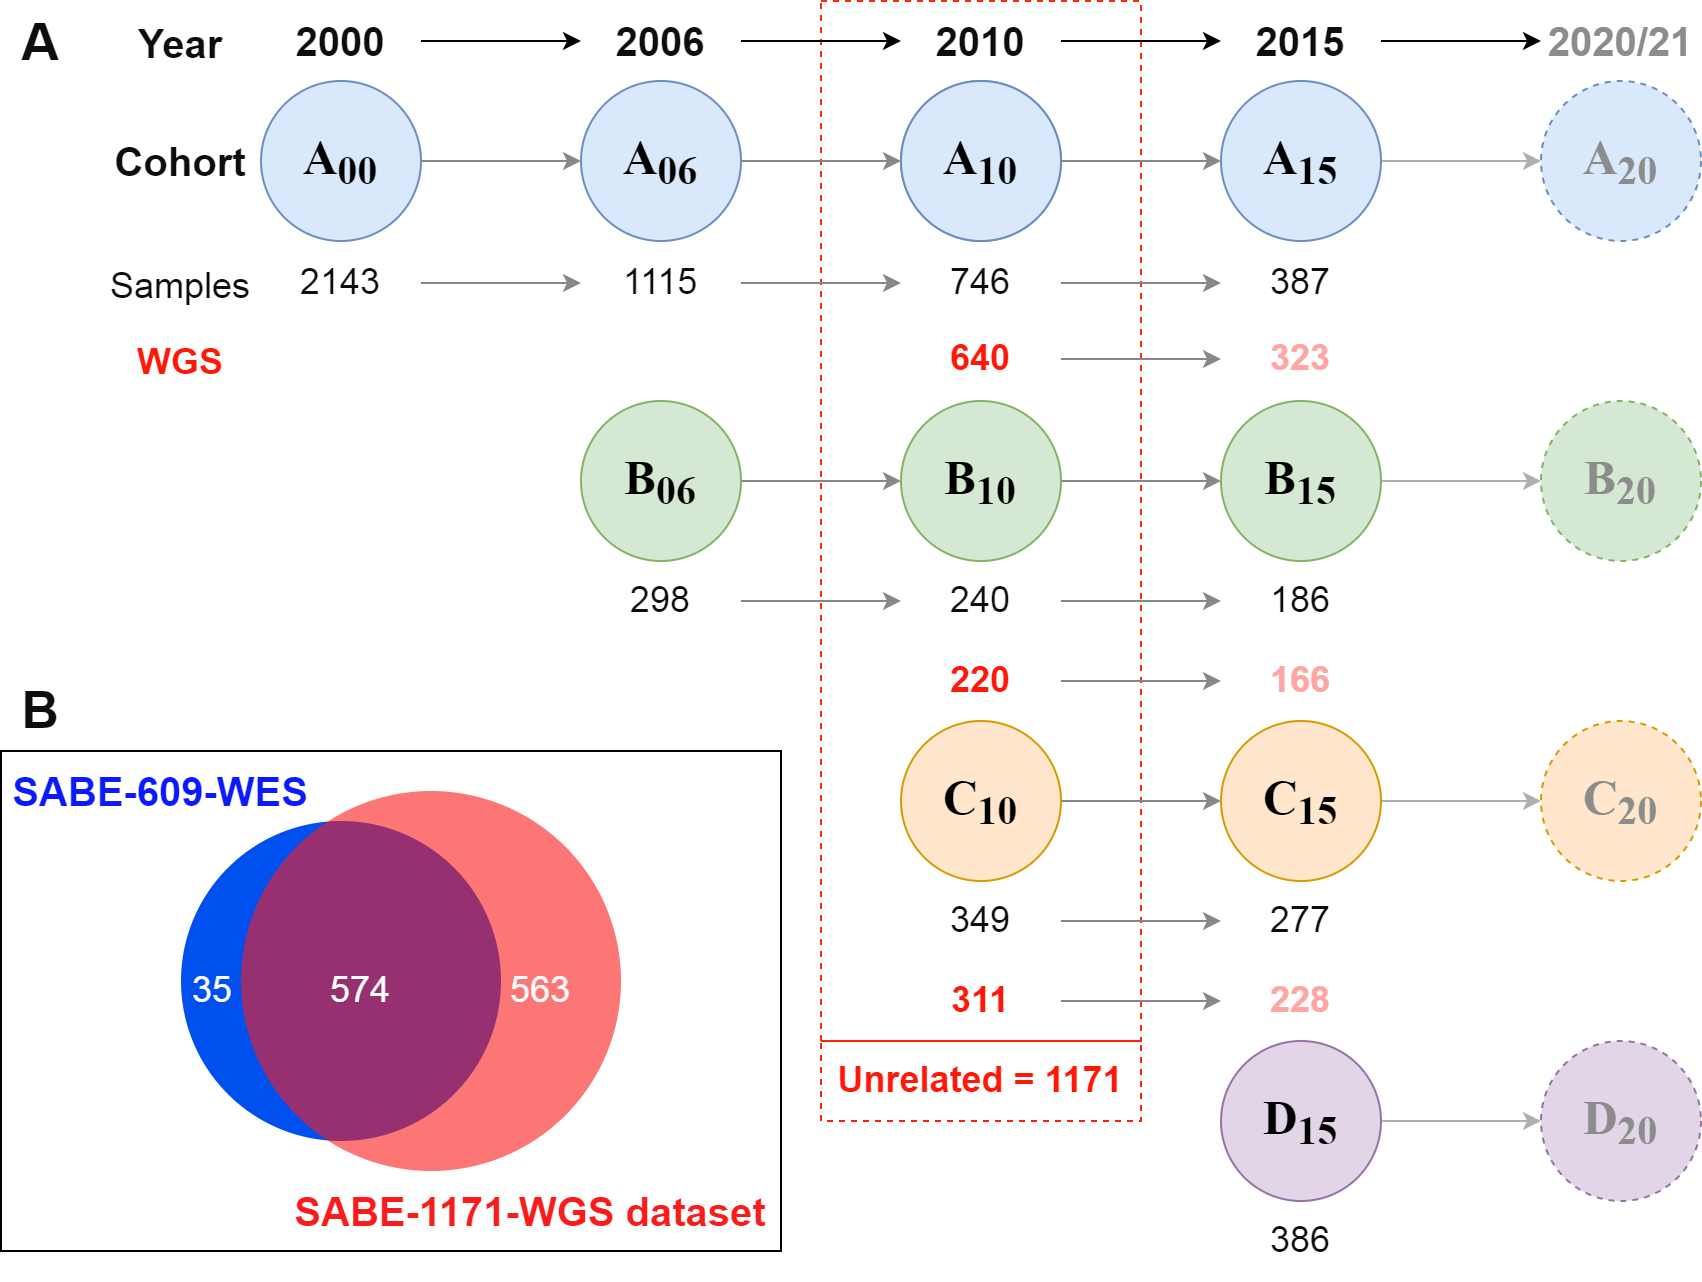 A
Year 2000 2006 2010 2015 2020/21
Cohort A00 A06 A10 A15 A20
Samples 2143 1115 746 387
WGS 640 323
B06 B10 B15 B20
298 240 186
220 166
B
C10 C15 C20
349 277
311 228
Unrelated = 1171
D15 D20
386
SABE-609-WES
35 574 563
SABE-1171-WGS dataset